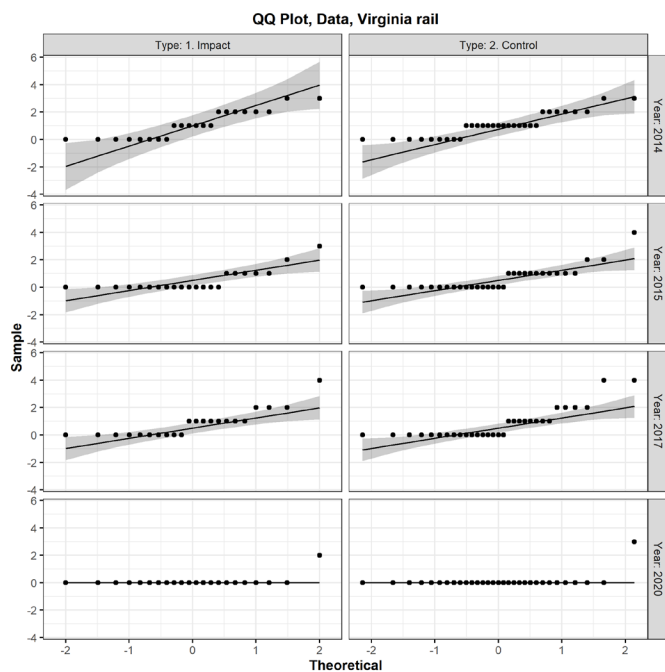 QQ Plot, Data, Virginia rail
Type: 1. Impact
Type: 2. Control
6
4
2
0
-2
-4
Year: 2014
6
4
2
0
-2
-4
Year: 2015
6
4
2
0
-2
-4
Year: 2017
6
4
2
0
-2
-4
Year: 2020
Sample
-2 -1 0 1 2 -2 -1 0 1 2
Theoretical